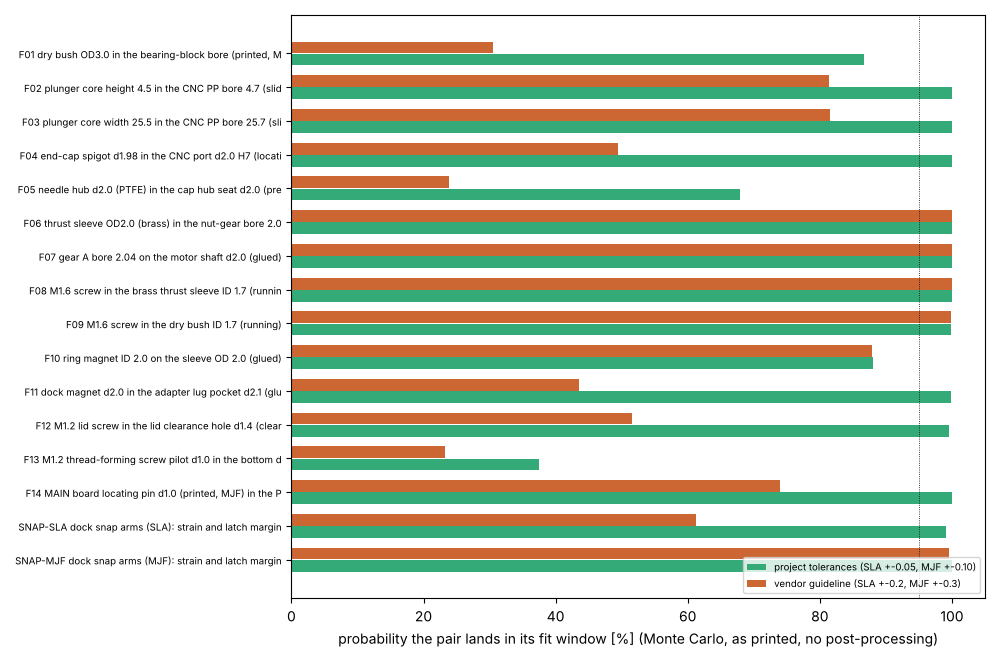 F01 dry bush OD3.0 in the bearing-block bore (printed, M
F02 plunger core height 4.5 in the CNC PP bore 4.7 (slid
F03 plunger core width 25.5 in the CNC PP bore 25.7 (sli
F04 end-cap spigot d1.98 in the CNC port d2.0 H7 (locati
F05 needle hub d2.0 (PTFE) in the cap hub seat d2.0 (pre
F06 thrust sleeve OD2.0 (brass) in the nut-gear bore 2.0
F07 gear A bore 2.04 on the motor shaft d2.0 (glued)
F08 M1.6 screw in the brass thrust sleeve ID 1.7 (runnin
F09 M1.6 screw in the dry bush ID 1.7 (running)
F10 ring magnet ID 2.0 on the sleeve OD 2.0 (glued)
F11 dock magnet d2.0 in the adapter lug pocket d2.1 (glu
F12 M1.2 lid screw in the lid clearance hole d1.4 (clear
F13 M1.2 thread-forming screw pilot d1.0 in the bottom d
F14 MAIN board locating pin d1.0 (printed, MJF) in the P
SNAP-SLA dock snap arms (SLA): strain and latch margin
SNAP-MJF dock snap arms (MJF): strain and latch margin
project tolerances (SLA +-0.05, MJF +-0.10)
vendor guideline (SLA +-0.2, MJF +-0.3)
0 20 40 60 80 100
probability the pair lands in its fit window [%] (Monte Carlo, as printed, no post-processing)